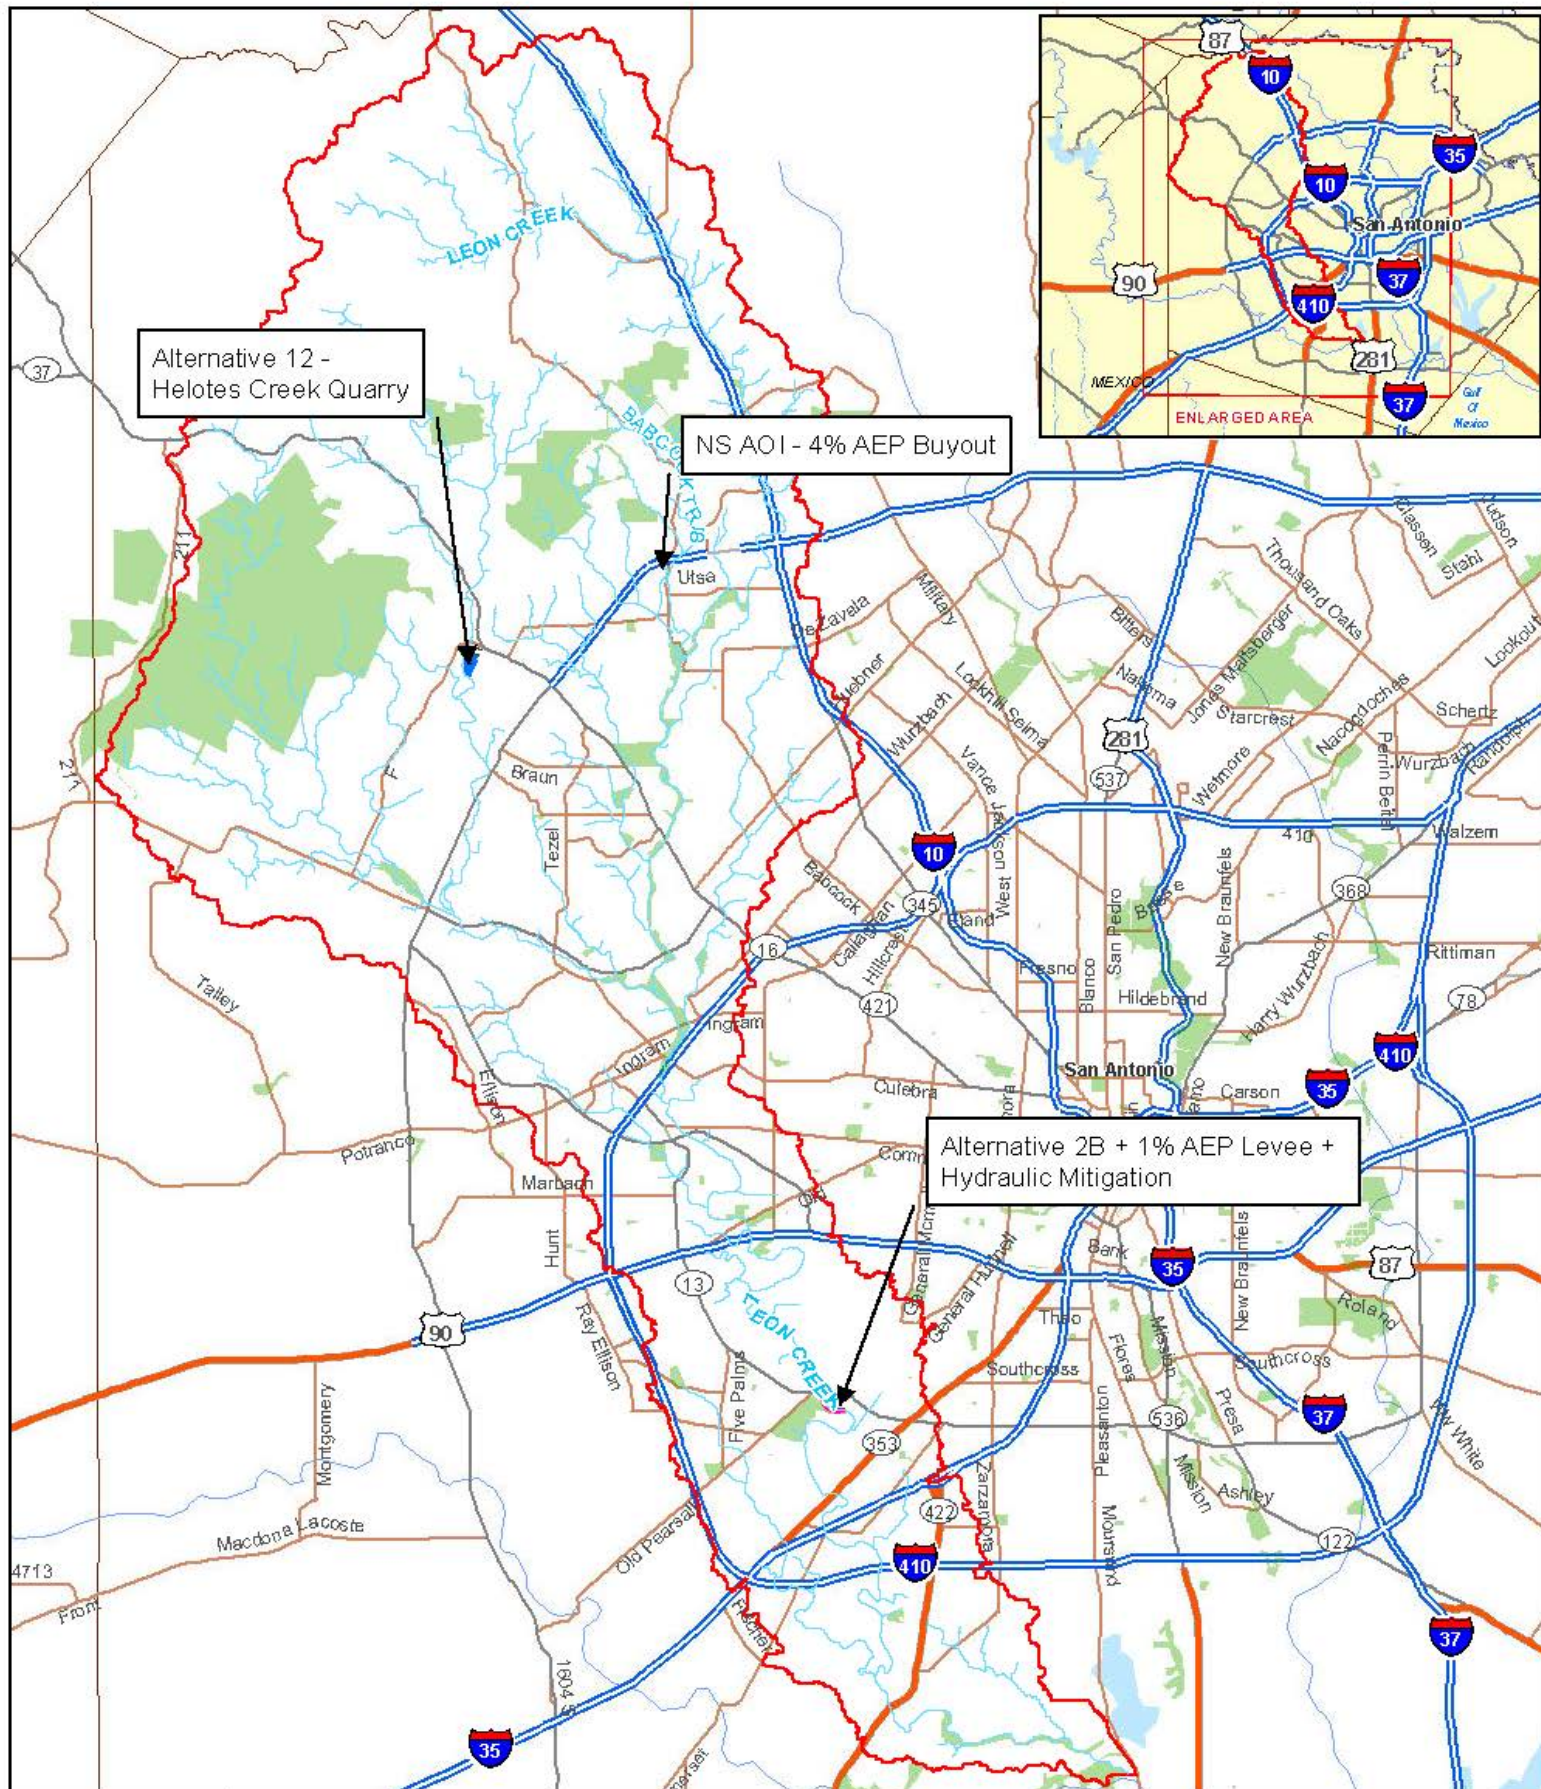 87
10
35
10
San Antonio
90
37
410
281
MEXICO
37
Gulf
Of
Mexico
ENLARGED AREA
LEON CREEK
Alternative 12 -
Helotes Creek Quarry
37
NS AOI - 4% AEP Buyout
211
Utsa
De Zavala
Military
Bitters
Thousand Oaks
Classen
Judson
Stahl
Lookout
Huebner
Wurzbach
Lockhill Selma
Nakoma
Jones Maltsberger
Starcrest
Nacogdoches
Schertz
Wurzbach
Randolph
Perrin Beitel
281
537
Wetmore
Vance Jackson
211
F
Braun
Tezel
410
Walzem
10
Babcock
345
West
San Pedro
New Braunfels
368
16
Callaghan
Hillcrest
Fresno
Blanco
Hildebrand
Harry Wurzbach
Rittiman
78
Talley
421
Ingram
Ingram
Ellison
Culebra
San Antonio
Carson
35
410
Potranco
Marbach
Hunt
Alternative 2B + 1% AEP Levee +
Hydraulic Mitigation
Bank
35
New Braunfels
87
Roland
General Hudnell
13
LEON CREEK
90
Ray Ellison
Five Palms
Theo
Flores
Mission
Southcross
Southcross
Presa
37
Montgomery
353
536
WW White
Pleasanton
Mission
Ashley
Zarzamora
422
Moursund
122
Macdona Lacoste
Old Pearsall
410
4713
Front
Fischer
37
1604 S
35